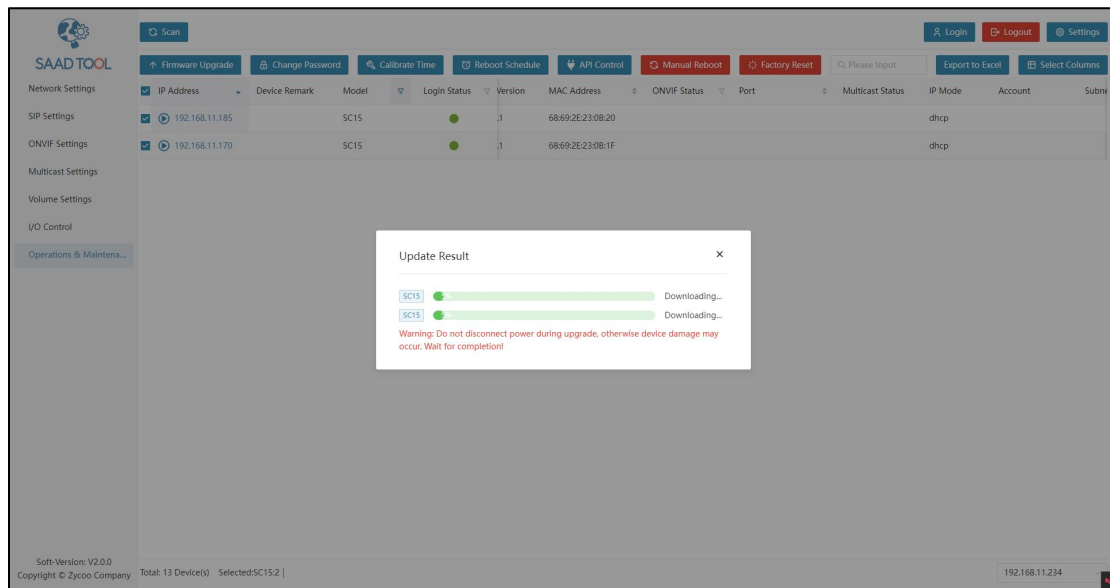 Scan
Login
Logout
Settings
SAAD TOOL
Firmware Upgrade
Change Password
Calibrate Time
Reboot Schedule
API Control
Manual Reboot
Factory Reset
Please Input
Export to Excel
Select Columns
Network Settings
SIP Settings
ONVIF Settings
Multicast Settings
Volume Settings
I/O Control
Operations & Maintena...
IP Address Device Remark Model Login Status Version MAC Address ONVIF Status Port Multicast Status IP Mode Account Subne
192.168.11.185 SC15 .1 68:69:2E:23:0B:20 dhcp
192.168.11.170 SC15 .1 68:69:2E:23:0B:1F dhcp
Update Result
SC15 5% Downloading...
SC15 5% Downloading...
Warning: Do not disconnect power during upgrade, otherwise device damage may
occur. Wait for completion!
Soft-Version: V2.0.0
Copyright © Zycoo Company
Total: 13 Device(s) Selected:SC15:2 |
192.168.11.234